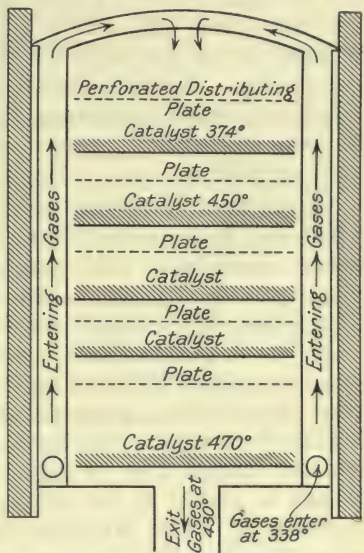 Perforated Distributing
Plate
Catalyst 374°
Plate
Catalyst 450°
Plate
Catalyst
Plate
Catalyst
Plate
Catalyst 470°
Entering Gases
Entering Gases
Exit
Gases at
430°
Gases enter
at 338°